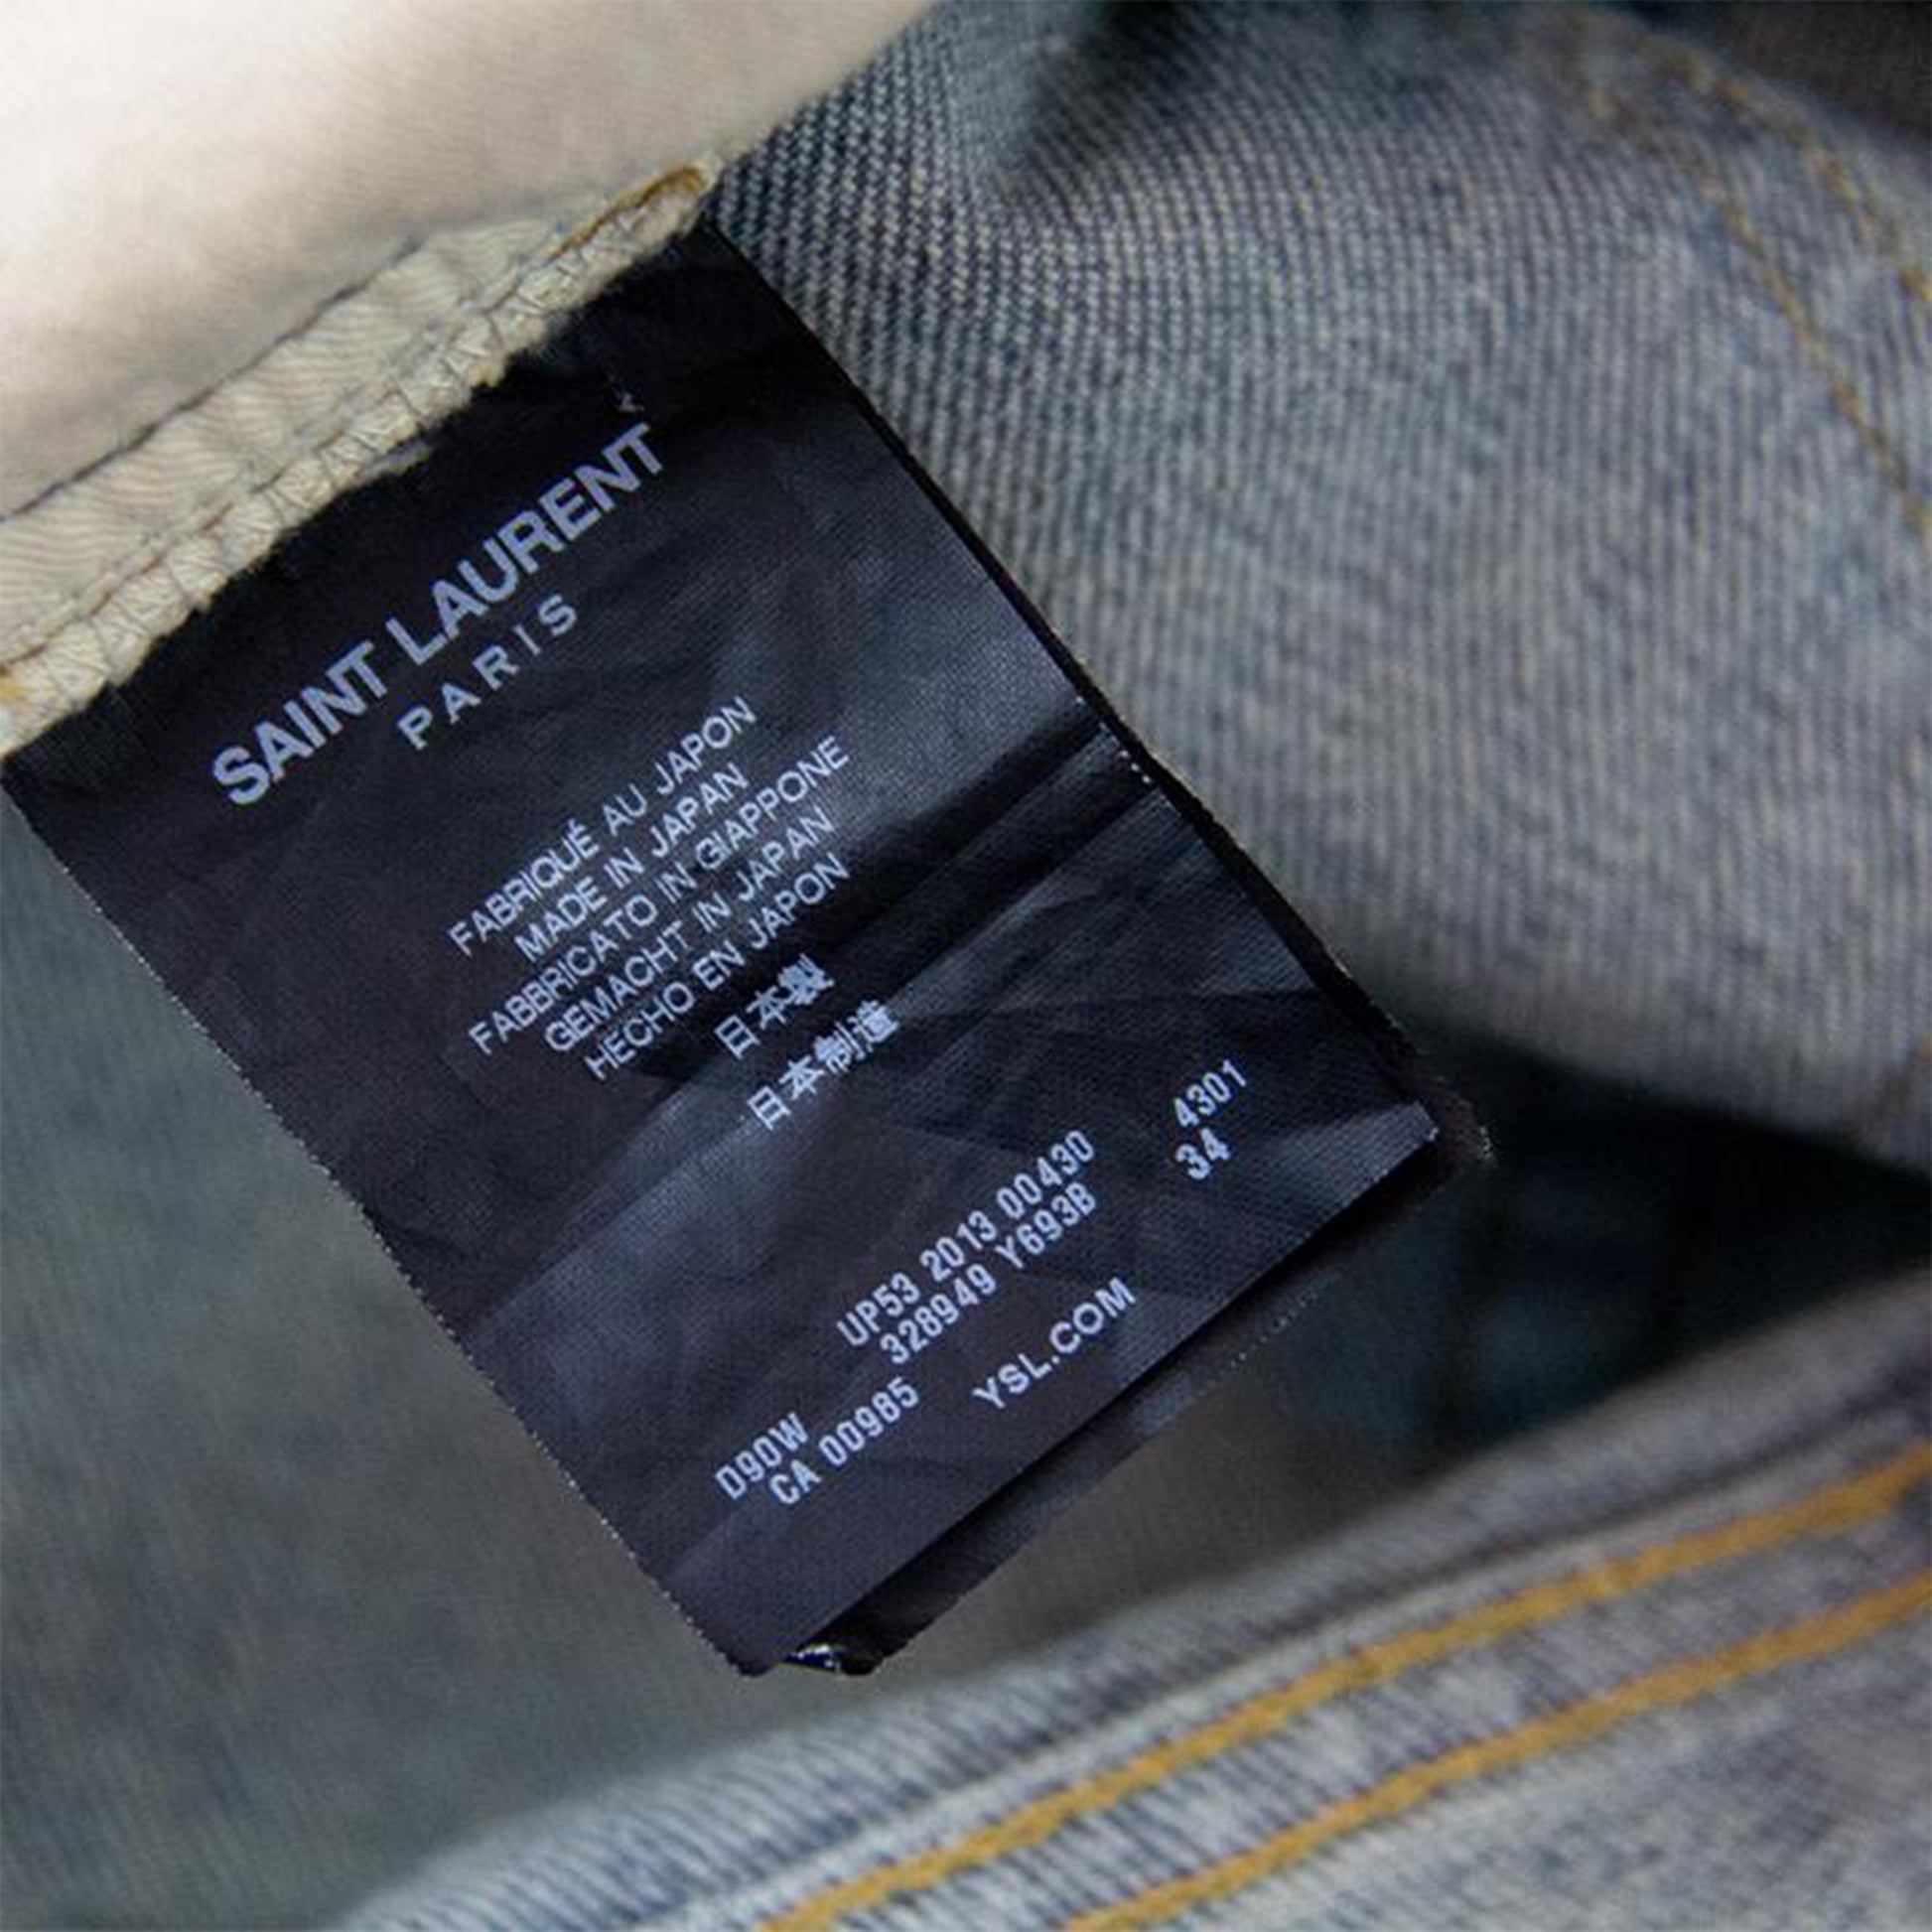 SAINT LAURENT
PARIS
FABRIQUÉ AU JAPON
MADE IN JAPAN
FABBRICATO IN GIAPPONE
GEMACHT IN JAPAN
HECHO EN JAPON
日本製
日本制造
UP53 2013 00430 4301
328949 Y693B 34
D90W
CA 00985 YSL.COM